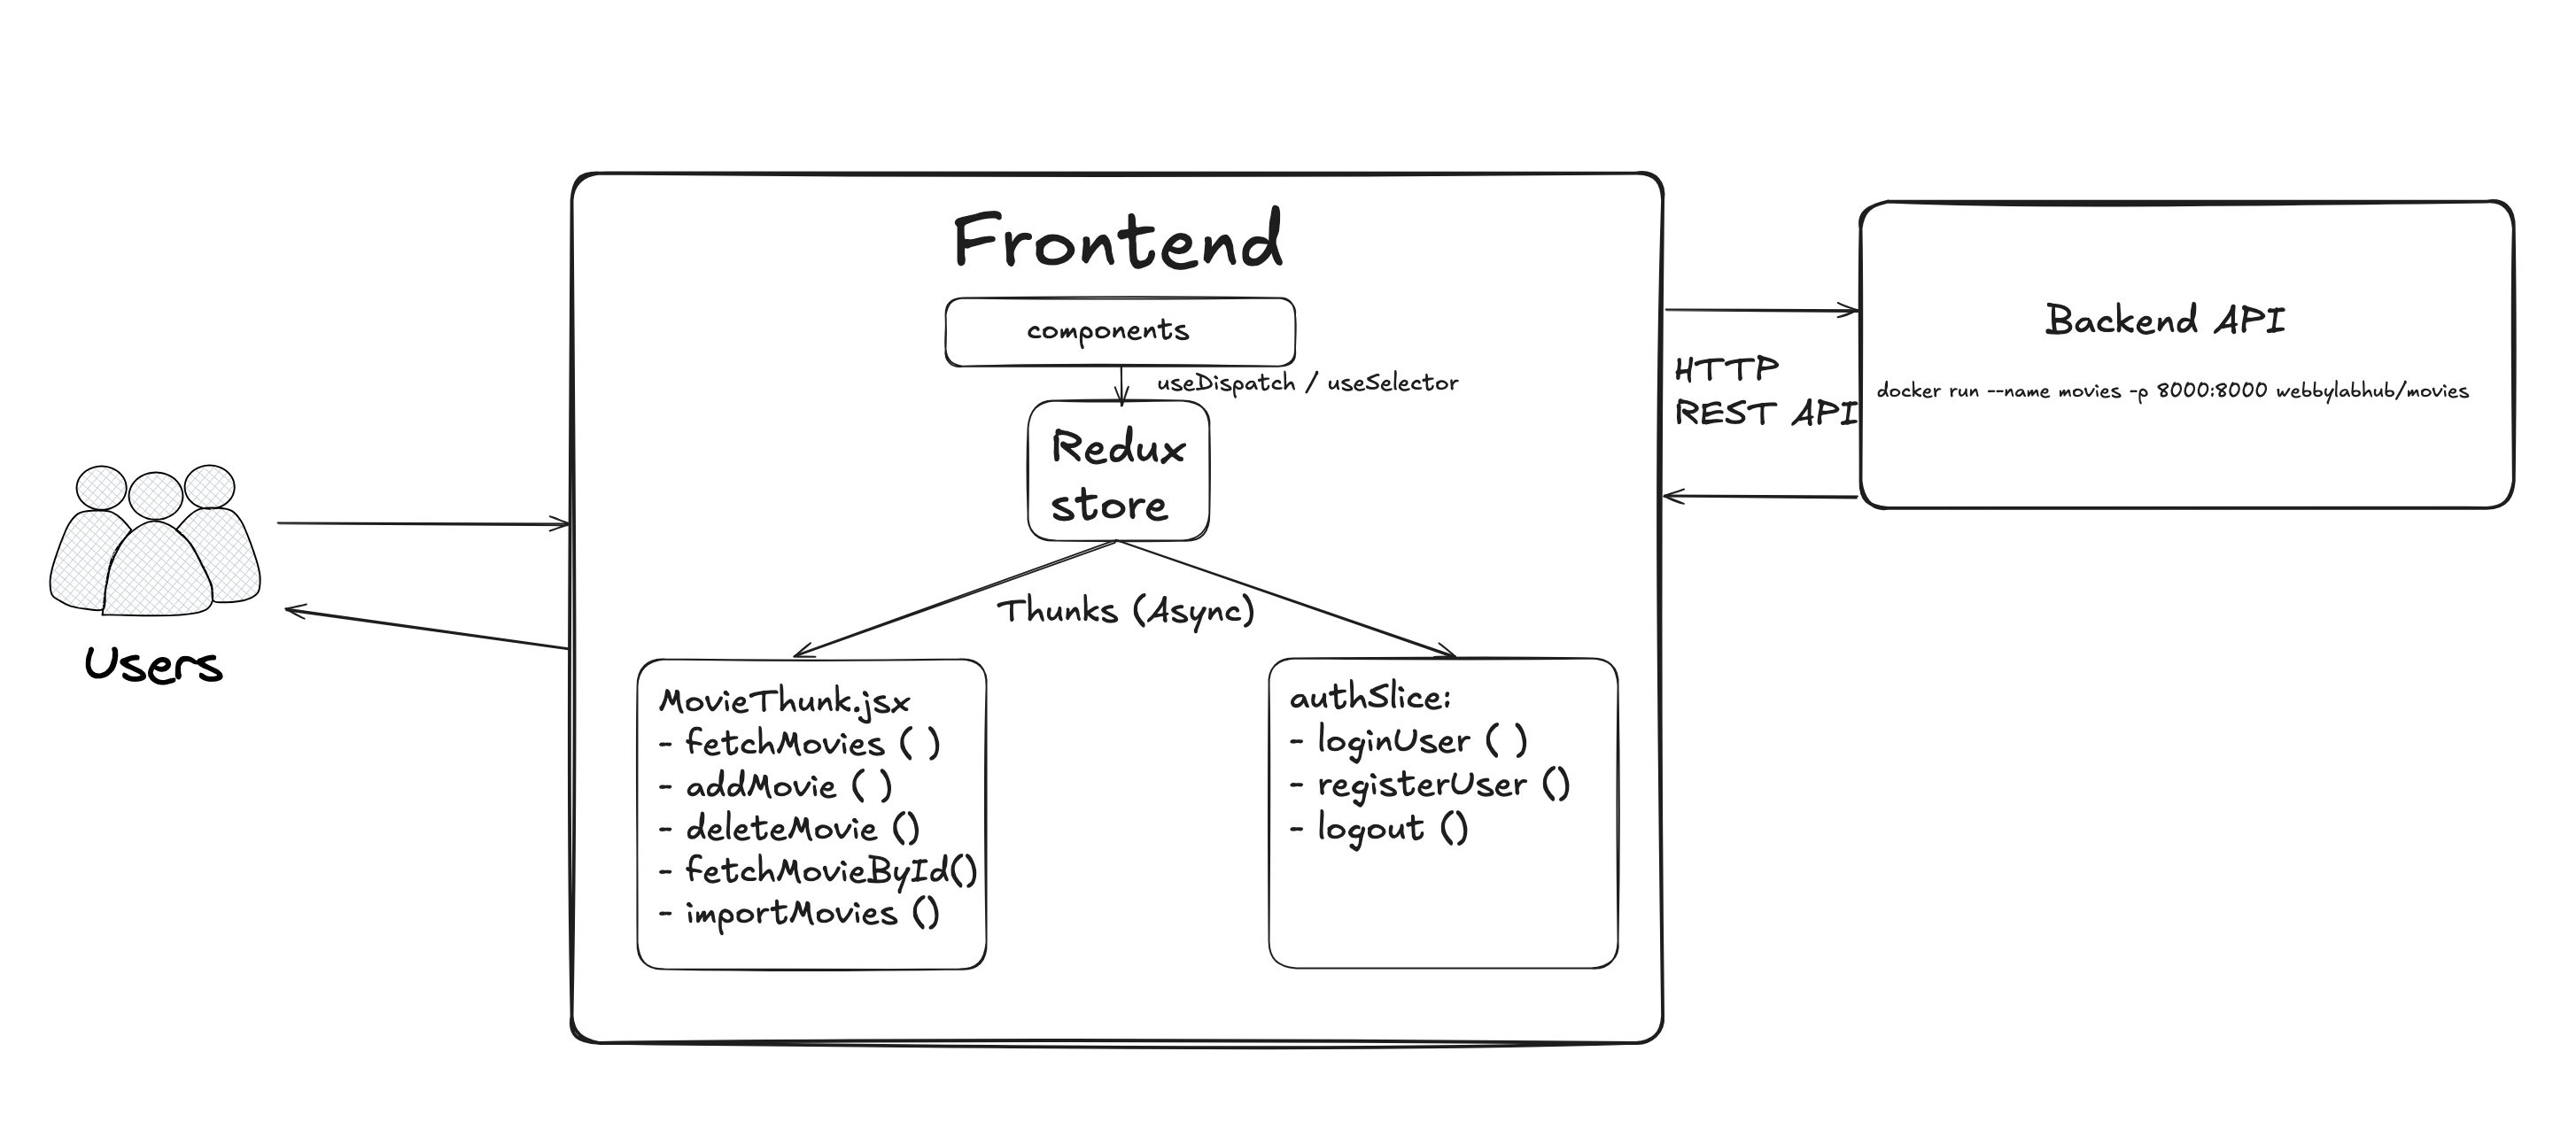 Frontend
components
useDispatch / useSelector
Redux
store
Thunks (Async)
MovieThunk.jsx
- fetchMovies ( )
- addMovie ( )
- deleteMovie ()
- fetchMovieById()
- importMovies ()
authSlice:
- loginUser ( )
- registerUser ()
- logout ()
Users
HTTP
REST API
Backend API
docker run --name movies -p 8000:8000 webbylabhub/movies